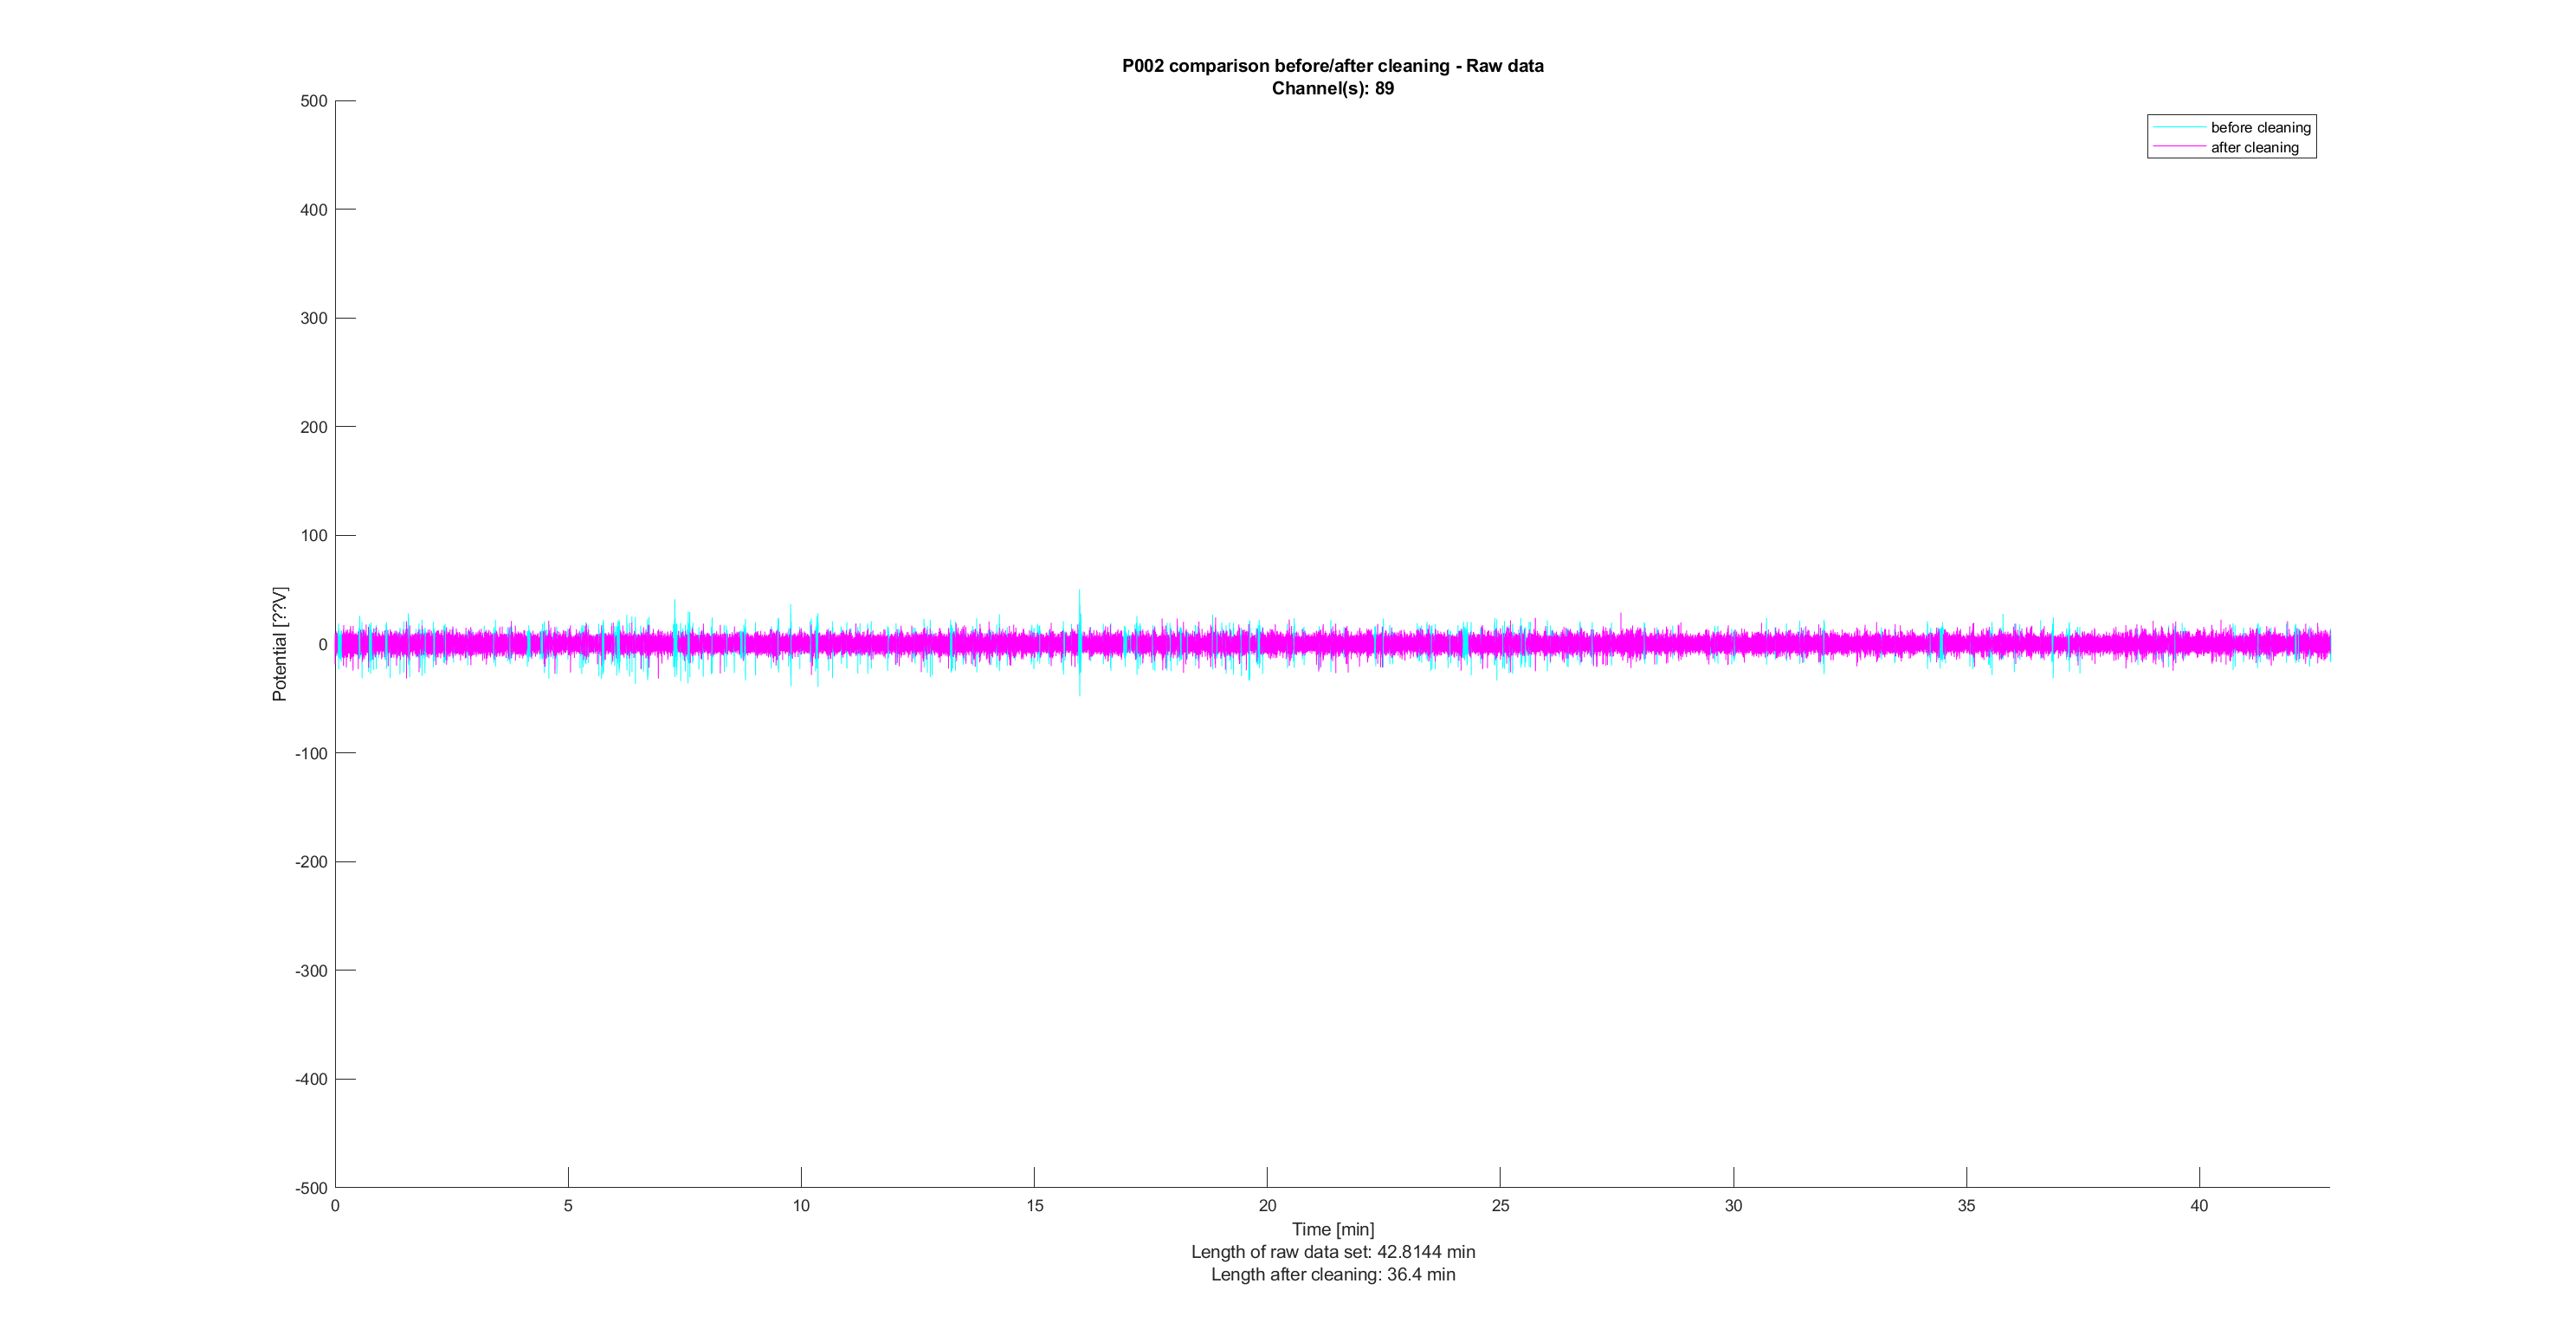 P002 comparison before/after cleaning - Raw data
Channel(s): 89
before cleaning
after cleaning
500
400
300
200
100
0
-100
-200
-300
-400
-500
Potential [??V]
0 5 10 15 20 25 30 35 40
Time [min]
Length of raw data set: 42.8144 min
Length after cleaning: 36.4 min